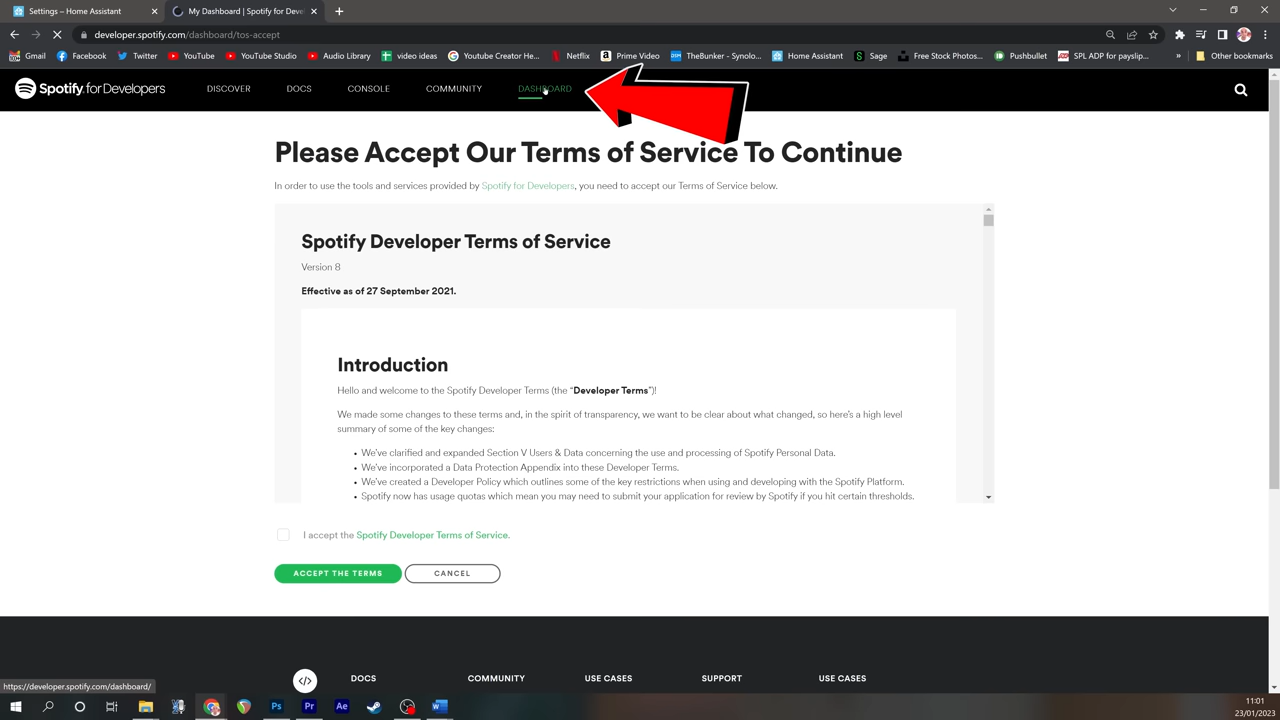 Settings – Home Assistant
My Dashboard | Spotify for Develo
developer.spotify.com/dashboard/tos-accept
Gmail
Facebook
Twitter
YouTube
YouTube Studio
Audio Library
video ideas
YouTube Creator He...
Netflix
Prime Video
TheBunker - Synolo...
Home Assistant
Sage
Free Stock Photos...
Pushbullet
SPL ADP for payslip...
»
Other bookmarks
Spotify for Developers
DISCOVER
DOCS
CONSOLE
COMMUNITY
DASHBOARD
Please Accept Our Terms of Service To Continue
In order to use the tools and services provided by Spotify for Developers, you need to accept our Terms of Service below.
Spotify Developer Terms of Service
Version 8
Effective as of 27 September 2021.
Introduction
Hello and welcome to the Spotify Developer Terms (the “Developer Terms”)!
We made some changes to these terms and, in the spirit of transparency, we want to be clear about what changed, so here’s a high level
summary of some of the key changes:
• We’ve clarified and expanded Section V Users & Data concerning the use and processing of Spotify Personal Data.
• We’ve incorporated a Data Protection Appendix into these Developer Terms.
• We’ve created a Developer Policy which outlines some of the key restrictions when using and developing with the Spotify Platform.
• Spotify now has usage quotas which mean you may need to submit your application for review by Spotify if you hit certain thresholds.
I accept the Spotify Developer Terms of Service.
ACCEPT THE TERMS
CANCEL
</>
DOCS
COMMUNITY
USE CASES
SUPPORT
USE CASES
https://developer.spotify.com/dashboard/
Ps
Pr
Ae
11:01
23/01/2023